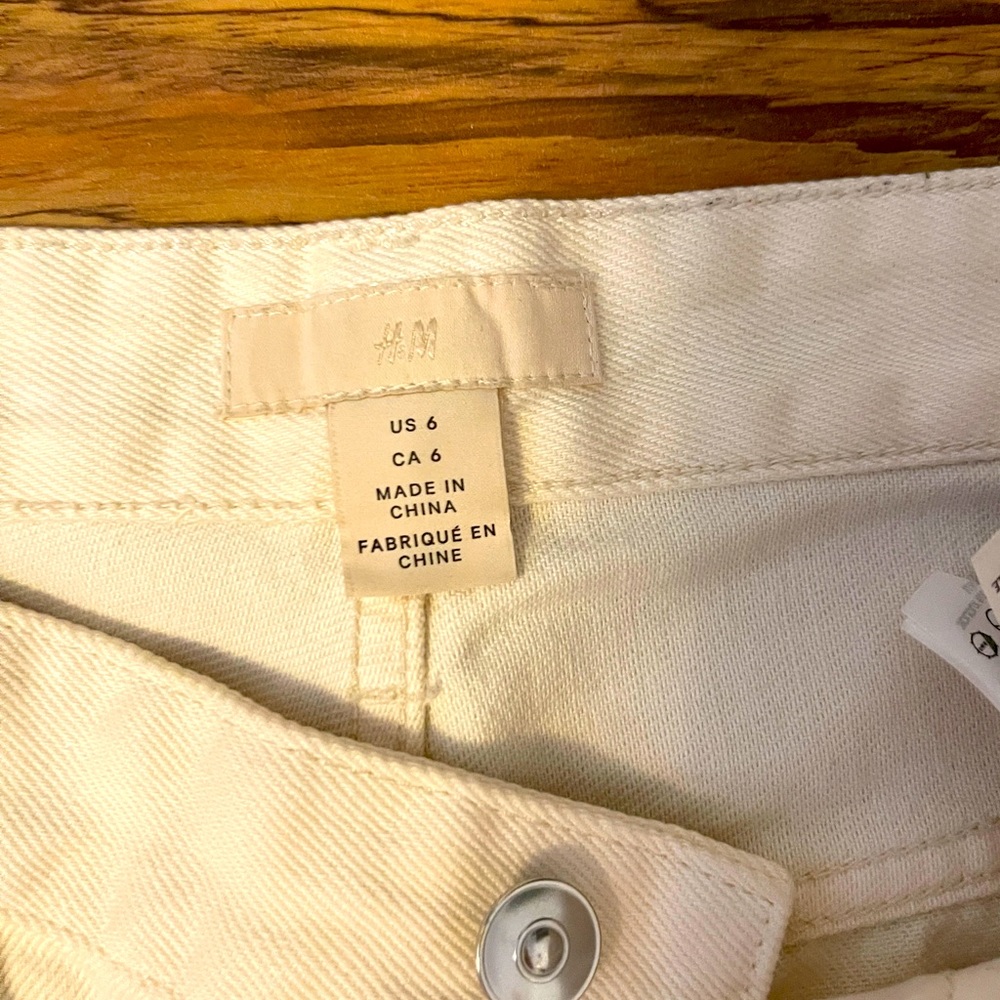 H&M
US 6
CA 6
MADE IN
CHINA
FABRIQUÉ EN
CHINE